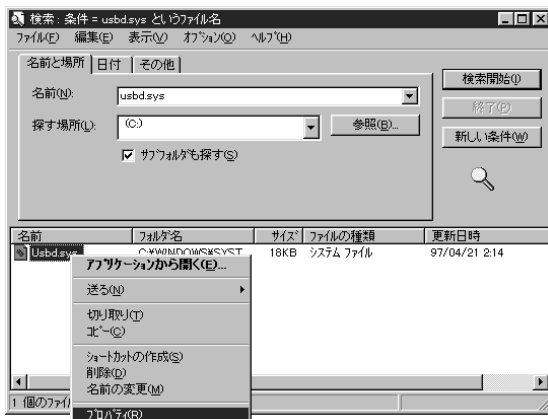 検索 : 条件 = usbd.sys というファイル名
ファイル(F) 編集(E) 表示(V) オプション(O) ヘルプ(H)
名前と場所 日付 その他
名前(N): usbd.sys
探す場所(L): (C:) 参照(B)...
サブフォルダも探す(S)
検索開始(I)
終了(P)
新しい条件(W)
名前 フォルダ名 サイズ ファイルの種類 更新日時
Usbd.sys C:¥WINDOWS¥SYST 18KB システム ファイル 97/04/21 2:14
アプリケーションから開く(E)...
送る(N)
切り取り(T)
コピー(C)
ショートカットの作成(S)
削除(D)
名前の変更(M)
プロパティ(R)
1 個のファイ